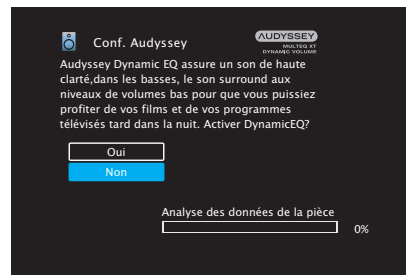 Conf. Audyssey
AUDYSSEY
MULTEQ XT
DYNAMIC VOLUME
Audyssey Dynamic EQ assure un son de haute
clarté,dans les basses, le son surround aux
niveaux de volumes bas pour que vous puissiez
profiter de vos films et de vos programmes
télévisés tard dans la nuit. Activer DynamicEQ?
Oui
Non
Analyse des données de la pièce
0%